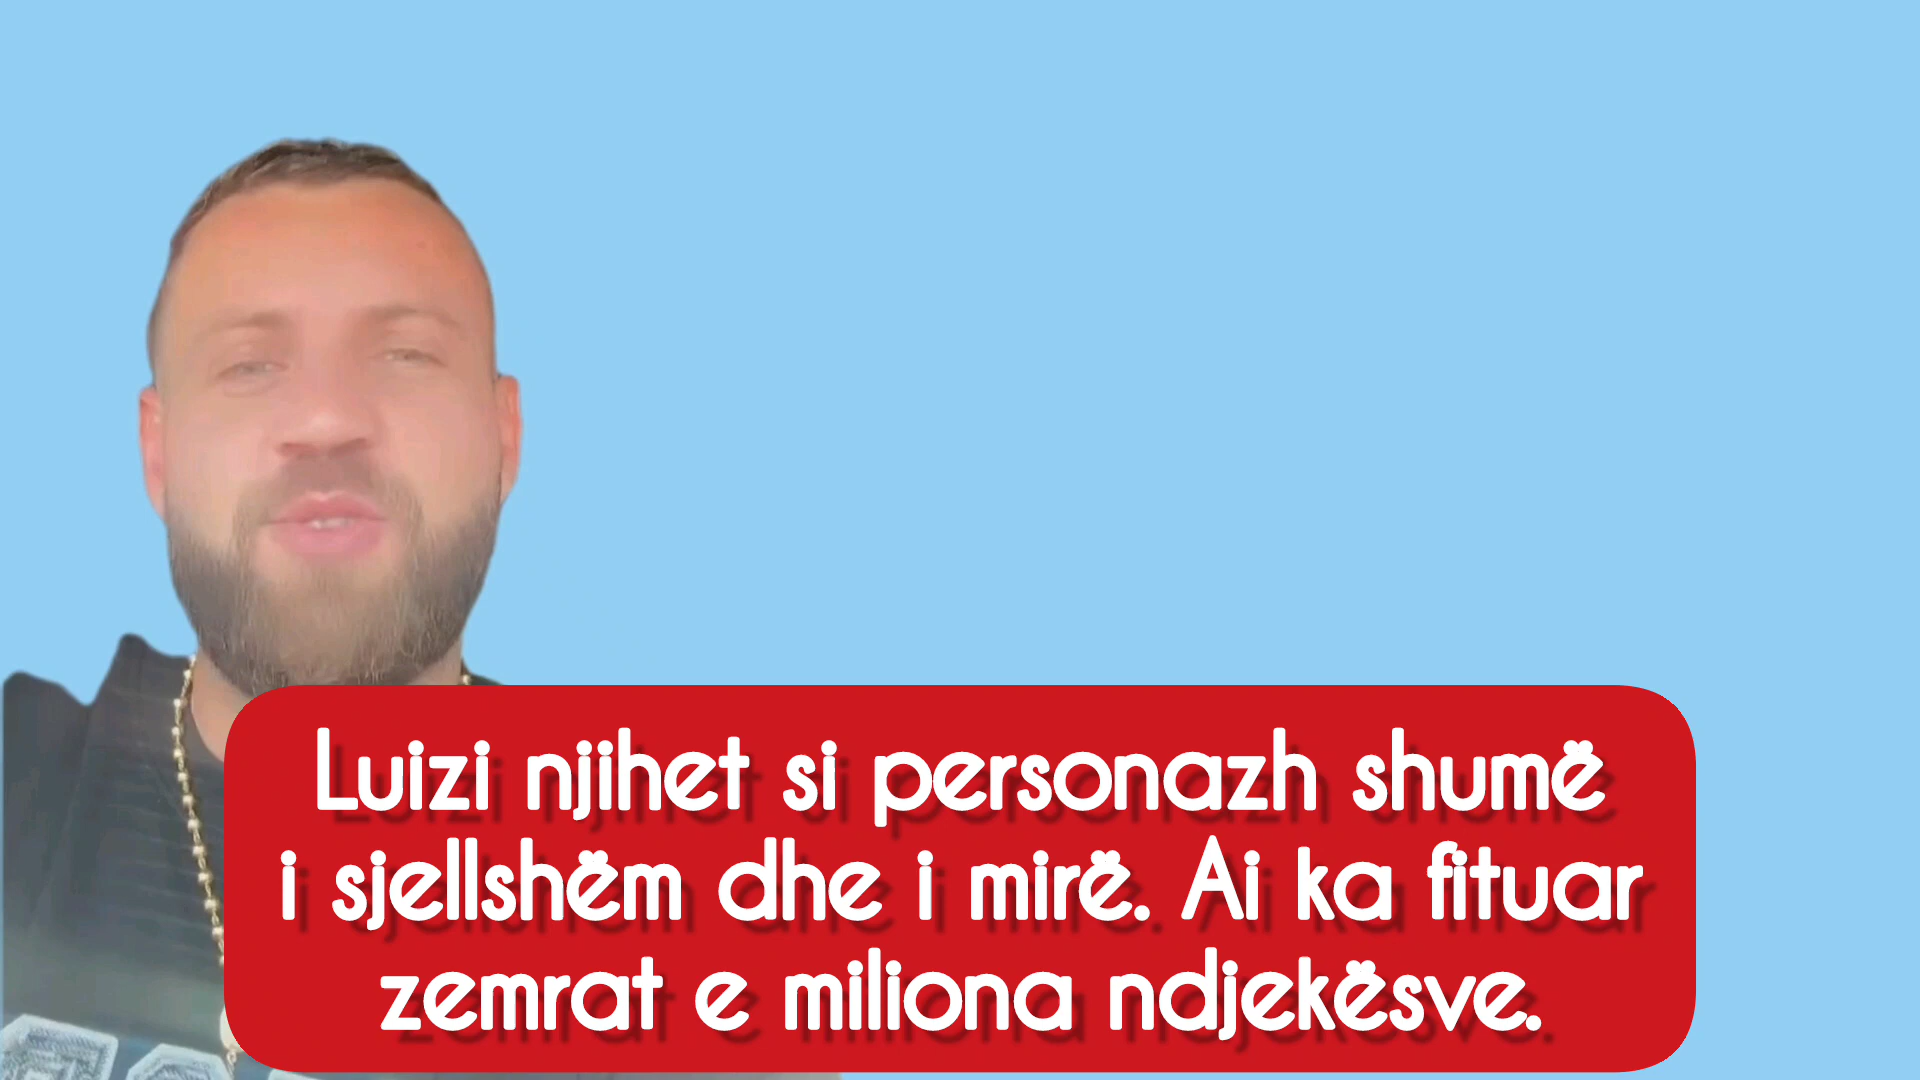 Luizi njihet si personazh shumë
i sjellshëm dhe i mirë. Ai ka fituar
zemrat e miliona ndjekësve.